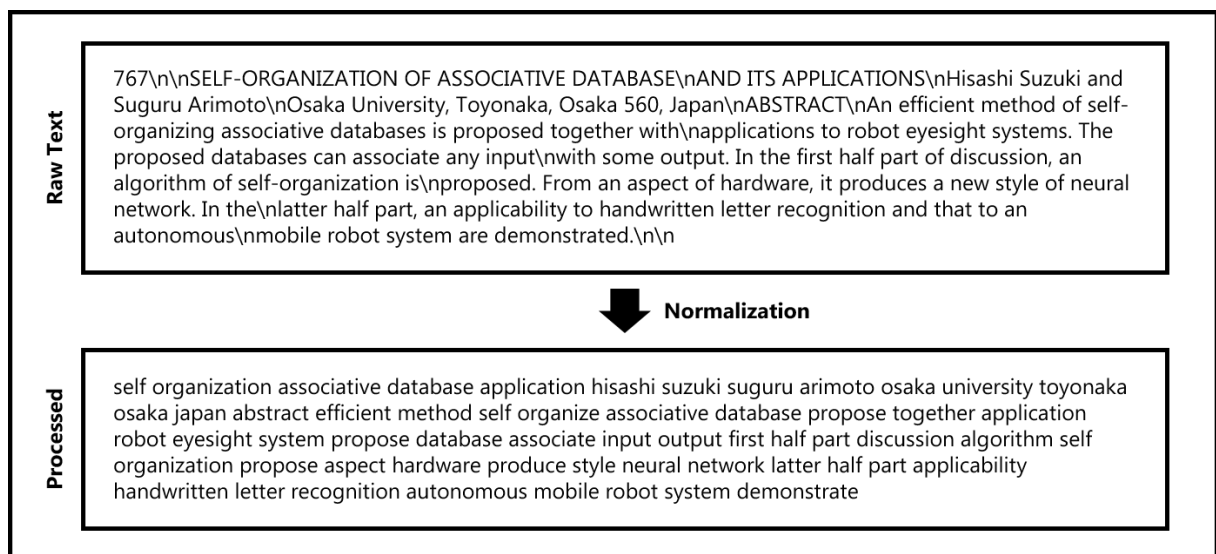 Raw Text
767\n\nSELF-ORGANIZATION OF ASSOCIATIVE DATABASE\nAND ITS APPLICATIONS\nHisashi Suzuki and
Suguru Arimoto\nOsaka University, Toyonaka, Osaka 560, Japan\nABSTRACT\nAn efficient method of self-
organizing associative databases is proposed together with\napplications to robot eyesight systems. The
proposed databases can associate any input\nwith some output. In the first half part of discussion, an
algorithm of self-organization is\nproposed. From an aspect of hardware, it produces a new style of neural
network. In the\nlatter half part, an applicability to handwritten letter recognition and that to an
autonomous\nmobile robot system are demonstrated.\n\n
Normalization
Processed
self organization associative database application hisashi suzuki suguru arimoto osaka university toyonaka
osaka japan abstract efficient method self organize associative database propose together application
robot eyesight system propose database associate input output first half part discussion algorithm self
organization propose aspect hardware produce style neural network latter half part applicability
handwritten letter recognition autonomous mobile robot system demonstrate